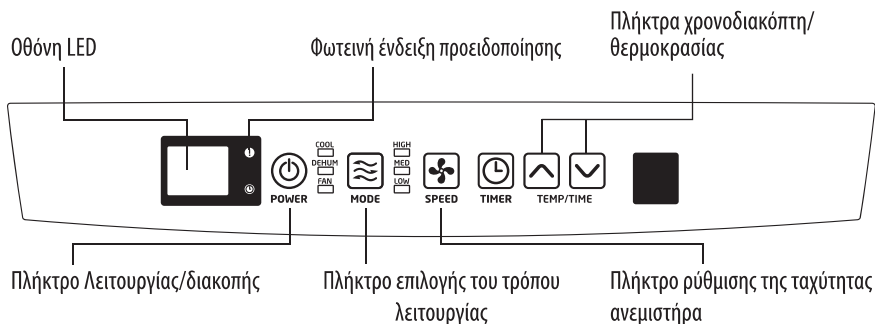 Οθόνη LED
Φωτεινή ένδειξη προειδοποίησης
Πλήκτρα χρονοδιακόπτη/
θερμοκρασίας
COOL
DEHUM
FAN
HIGH
MED
LOW
POWER
MODE
SPEED
TIMER
TEMP/TIME
Πλήκτρο Λειτουργίας/διακοπής
Πλήκτρο επιλογής του τρόπου
λειτουργίας
Πλήκτρο ρύθμισης της ταχύτητας
ανεμιστήρα